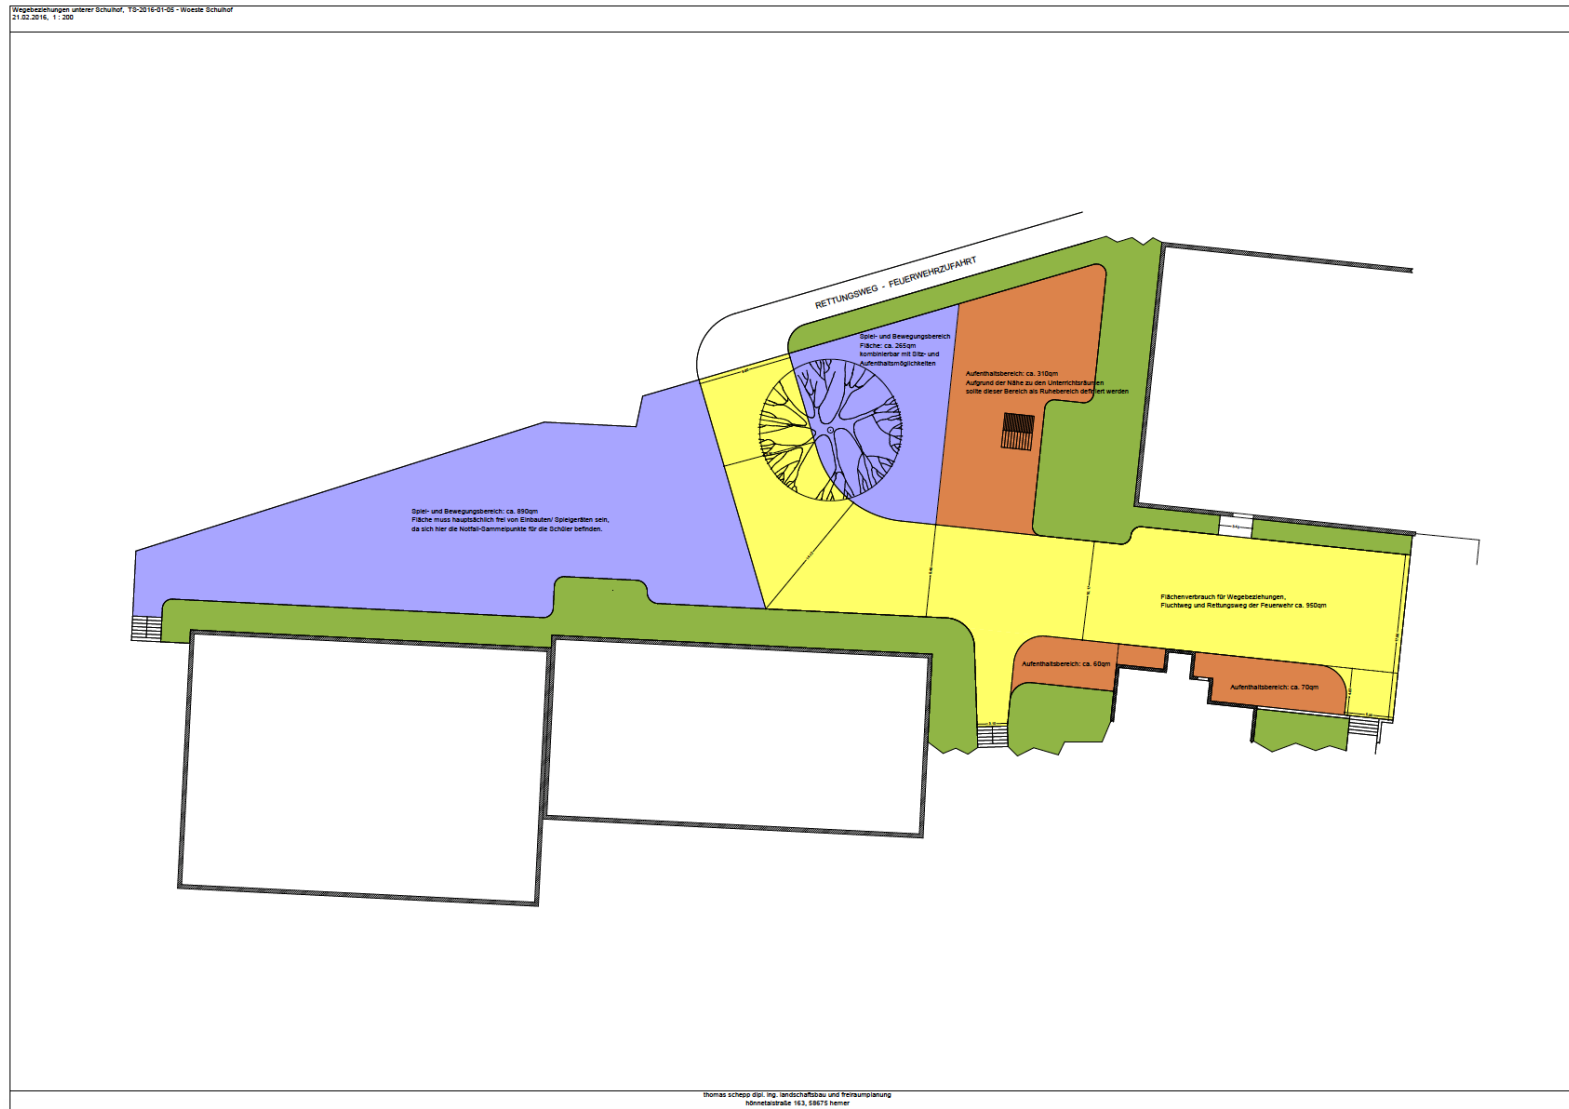 Wegebeziehungen unterer Schulhof, TS-2016-01-05 - Woeste Schulhof
21.02.2016, 1 : 200
RETTUNGSWEG - FEUERWEHRZUFAHRT
Spiel- und Bewegungsbereich
Fläche: ca. 265qm
kombinierbar mit Sitz- und
Aufenthaltsmöglichkeiten
Aufenthaltsbereich: ca. 310qm
Aufgrund der Nähe zu den Unterrichtsräumen
sollte dieser Bereich als Ruhebereich definiert werden
Spiel- und Bewegungsbereich: ca. 890qm
Fläche muss hauptsächlich frei von Einbauten/ Spielgeräten sein,
da sich hier die Notfall-Sammelpunkte für die Schüler befinden.
Flächenverbrauch für Wegebeziehungen,
Fluchtweg und Rettungsweg der Feuerwehr ca. 950qm
Aufenthaltsbereich: ca. 60qm
Aufenthaltsbereich: ca. 70qm
thomas schepp dipl. ing. landschaftsbau und freiraumplanung
hönnetalstraße 163, 58675 hemer